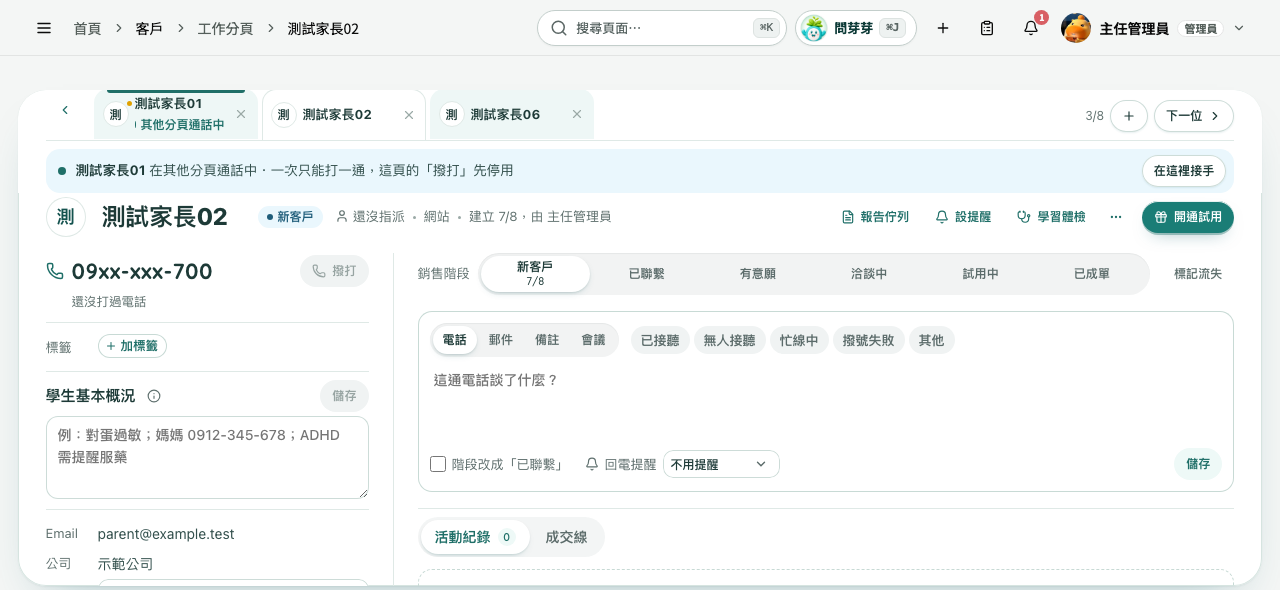 首頁 > 客戶 > 工作分頁 > 測試家長02
搜尋頁面⋯ ⌘K
問芽芽 ⌘J
1
主任管理員 管理員
測 測試家長01
其他分頁通話中
測 測試家長02
測 測試家長06
3/8
下一位
測試家長01 在其他分頁通話中・一次只能打一通，這頁的「撥打」先停用
在這裡接手
測 測試家長02
新客戶
還沒指派 • 網站 • 建立 7/8，由 主任管理員
報告佇列
設提醒
學習體檢
⋯
開通試用
09xx-xxx-700
撥打
還沒打過電話
標籤
+ 加標籤
學生基本概況
儲存
例：對蛋過敏；媽媽 0912-345-678；ADHD
需提醒服藥
Email parent@example.test
公司 示範公司
銷售階段
新客戶
7/8
已聯繫
有意願
洽談中
試用中
已成單
標記流失
電話 郵件 備註 會議
已接聽 無人接聽 忙線中 撥號失敗 其他
這通電話談了什麼？
階段改成「已聯繫」
回電提醒 不用提醒
儲存
活動紀錄 0
成交線